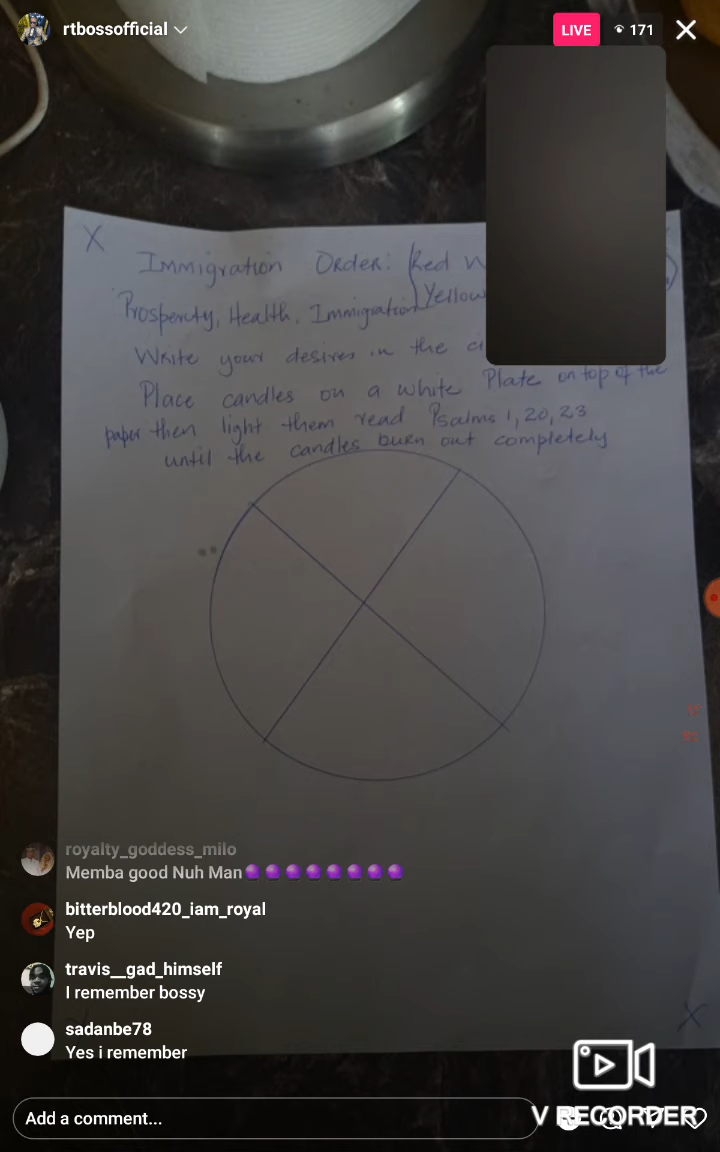 rtbossofficial
LIVE 171
X X
Immigration Order: (Red
Prosperity, Health, Immigration Yellow
Write your desires in the
Place candles on a white Plate on top of the
paper then light them read Psalms 1,20,23
until the candles burn out completely
royalty_goddess_milo
Memba good Nuh Man
bitterblood420_iam_royal
Yep
travis__gad_himself
I remember bossy
sadanbe78
Yes i remember
Add a comment...
V RECORDER